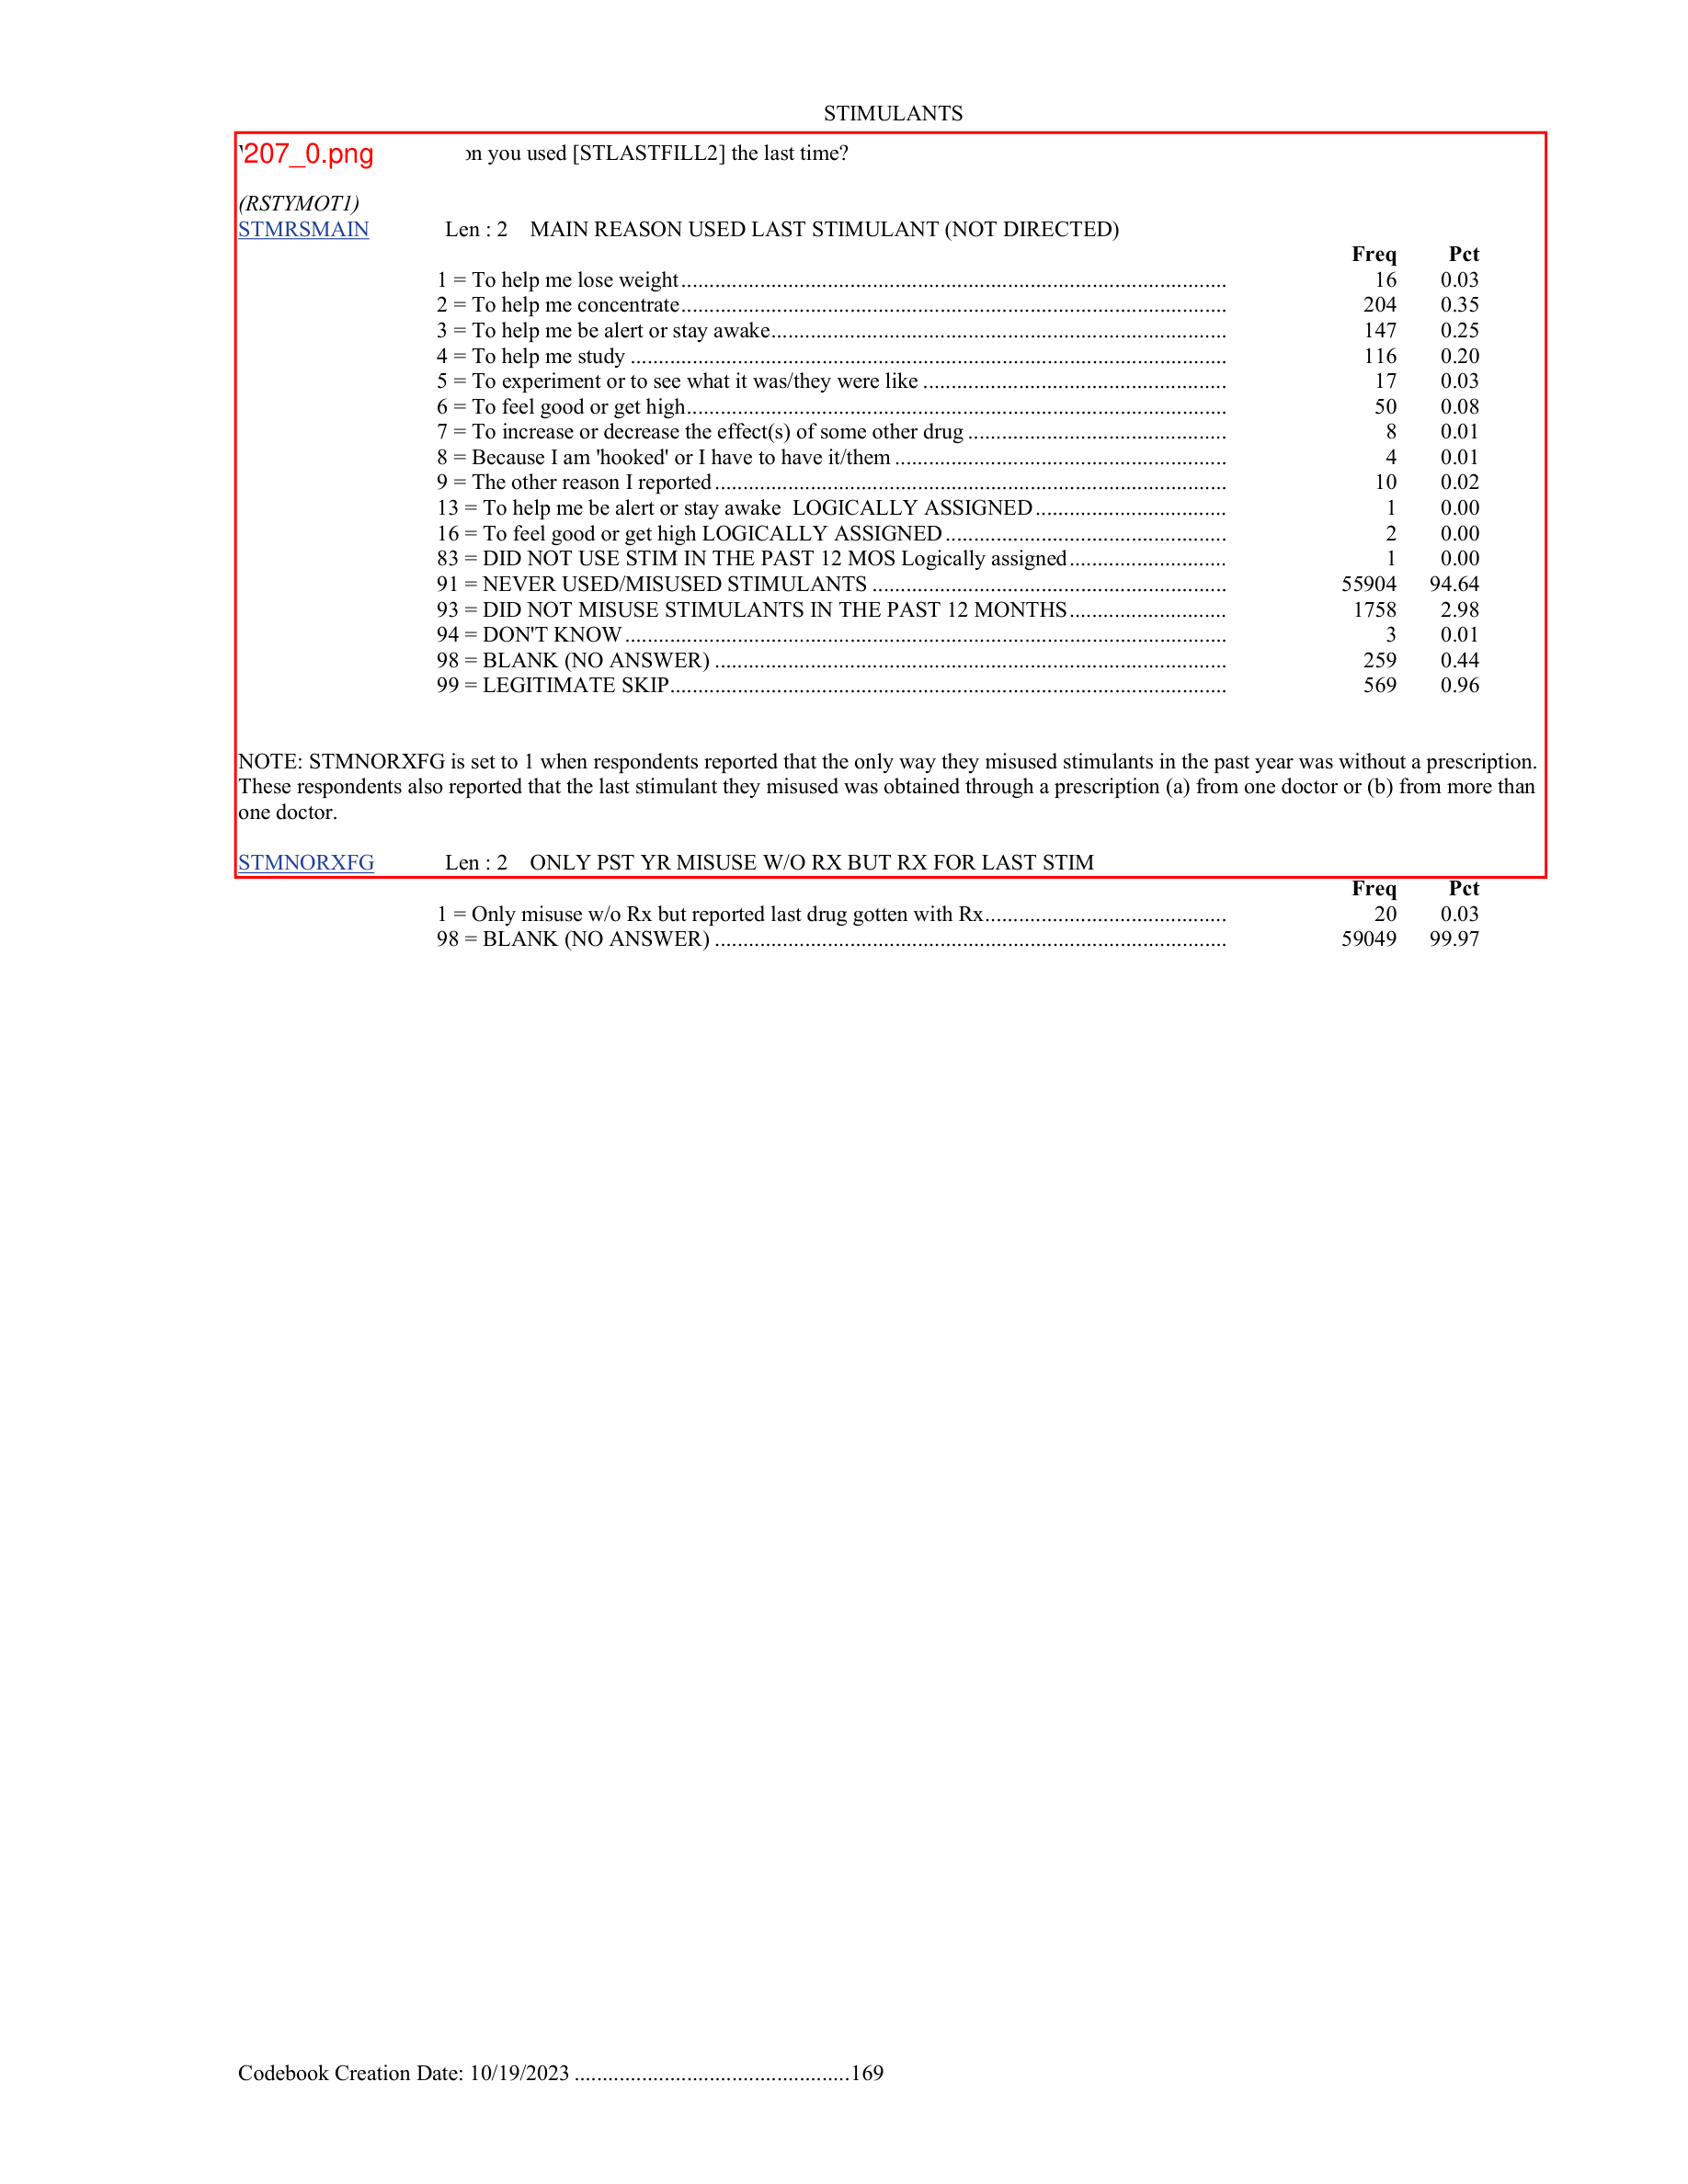 STIMULANTS
207_0.png you used [STLASTFILL2] the last time?
(RSTYMOT1)
STMRSMAIN Len : 2 MAIN REASON USED LAST STIMULANT (NOT DIRECTED)
Freq Pct
1 = To help me lose weight................................................................................................. 16 0.03
2 = To help me concentrate................................................................................................. 204 0.35
3 = To help me be alert or stay awake................................................................................. 147 0.25
4 = To help me study .......................................................................................................... 116 0.20
5 = To experiment or to see what it was/they were like ...................................................... 17 0.03
6 = To feel good or get high................................................................................................ 50 0.08
7 = To increase or decrease the effect(s) of some other drug .............................................. 8 0.01
8 = Because I am 'hooked' or I have to have it/them ........................................................... 4 0.01
9 = The other reason I reported........................................................................................... 10 0.02
13 = To help me be alert or stay awake LOGICALLY ASSIGNED.................................. 1 0.00
16 = To feel good or get high LOGICALLY ASSIGNED.................................................. 2 0.00
83 = DID NOT USE STIM IN THE PAST 12 MOS Logically assigned............................ 1 0.00
91 = NEVER USED/MISUSED STIMULANTS ............................................................... 55904 94.64
93 = DID NOT MISUSE STIMULANTS IN THE PAST 12 MONTHS............................ 1758 2.98
94 = DON'T KNOW........................................................................................................... 3 0.01
98 = BLANK (NO ANSWER) ........................................................................................... 259 0.44
99 = LEGITIMATE SKIP................................................................................................... 569 0.96
NOTE: STMNORXFG is set to 1 when respondents reported that the only way they misused stimulants in the past year was without a prescription.
These respondents also reported that the last stimulant they misused was obtained through a prescription (a) from one doctor or (b) from more than
one doctor.
STMNORXFG Len : 2 ONLY PST YR MISUSE W/O RX BUT RX FOR LAST STIM
Freq Pct
1 = Only misuse w/o Rx but reported last drug gotten with Rx........................................... 20 0.03
98 = BLANK (NO ANSWER) ........................................................................................... 59049 99.97
Codebook Creation Date: 10/19/2023 .................................................169